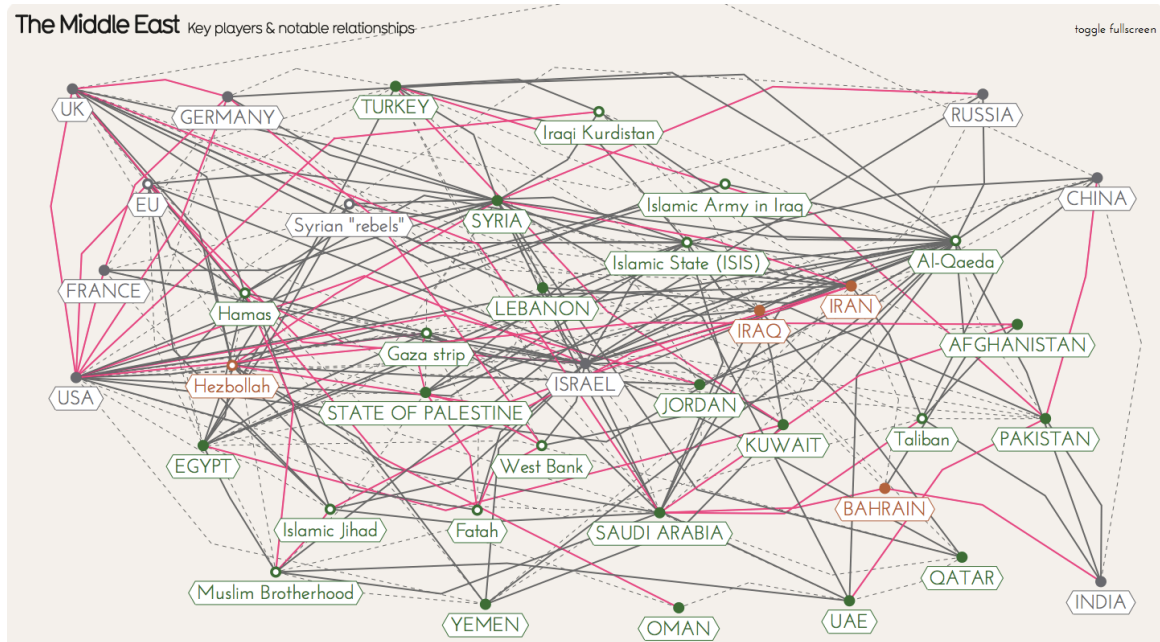 The Middle East Key players & notable relationships
toggle fullscreen
UK
GERMANY
TURKEY
Iraqi Kurdistan
RUSSIA
EU
Syrian "rebels"
SYRIA
Islamic Army in Iraq
CHINA
FRANCE
Hamas
LEBANON
Islamic State (ISIS)
Al-Qaeda
IRAN
IRAQ
Gaza strip
AFGHANISTAN
USA
Hezbollah
ISRAEL
STATE OF PALESTINE
JORDAN
KUWAIT
Taliban
PAKISTAN
EGYPT
West Bank
Islamic Jihad
Fatah
SAUDI ARABIA
BAHRAIN
Muslim Brotherhood
QATAR
YEMEN
OMAN
UAE
INDIA